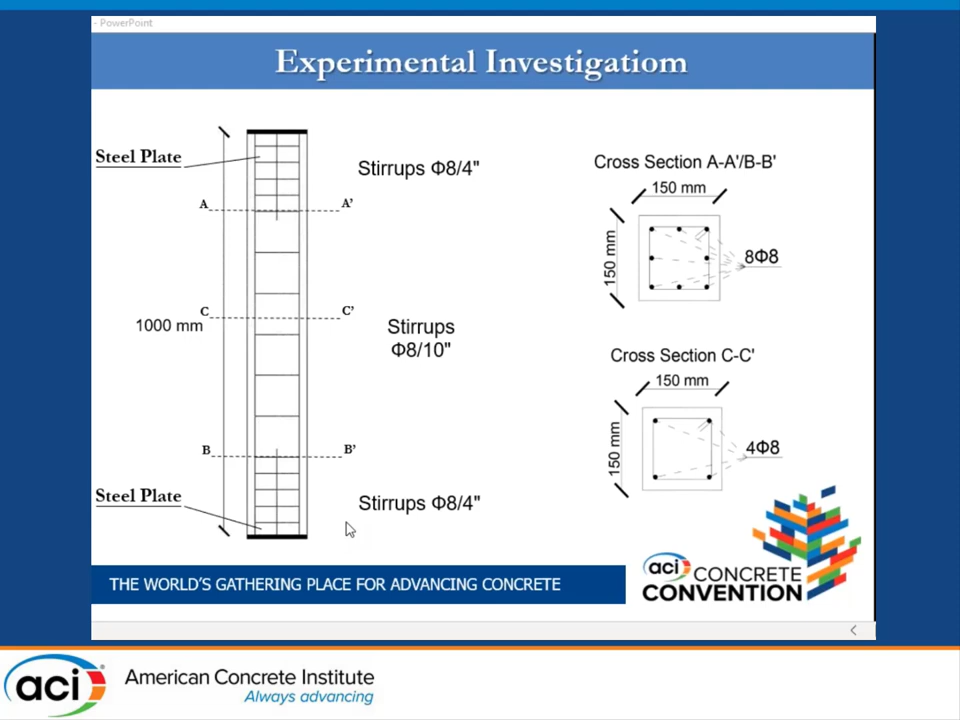 - PowerPoint
Experimental Investigatiom
Steel Plate
Stirrups Φ8/4"
A
A'
C
C'
1000 mm
Stirrups
Φ8/10"
B
B'
Steel Plate
Stirrups Φ8/4"
Cross Section A-A'/B-B'
150 mm
150 mm
8Φ8
Cross Section C-C'
150 mm
150 mm
4Φ8
THE WORLD'S GATHERING PLACE FOR ADVANCING CONCRETE
aci CONCRETE
CONVENTION
aci
American Concrete Institute
Always advancing